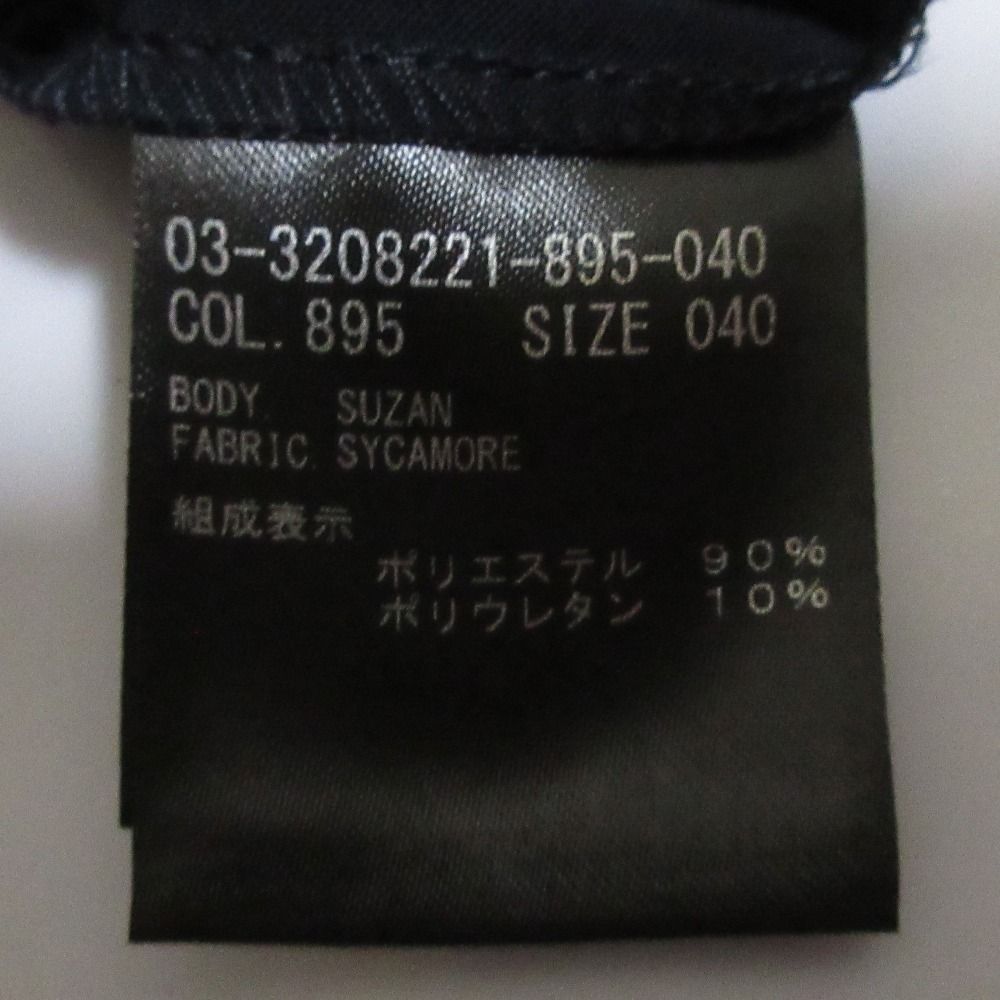 03-3208221-895-040
COL. 895 SIZE 040
BODY. SUZAN
FABRIC. SYCAMORE
組成表示
ポリエステル 90%
ポリウレタン 10%